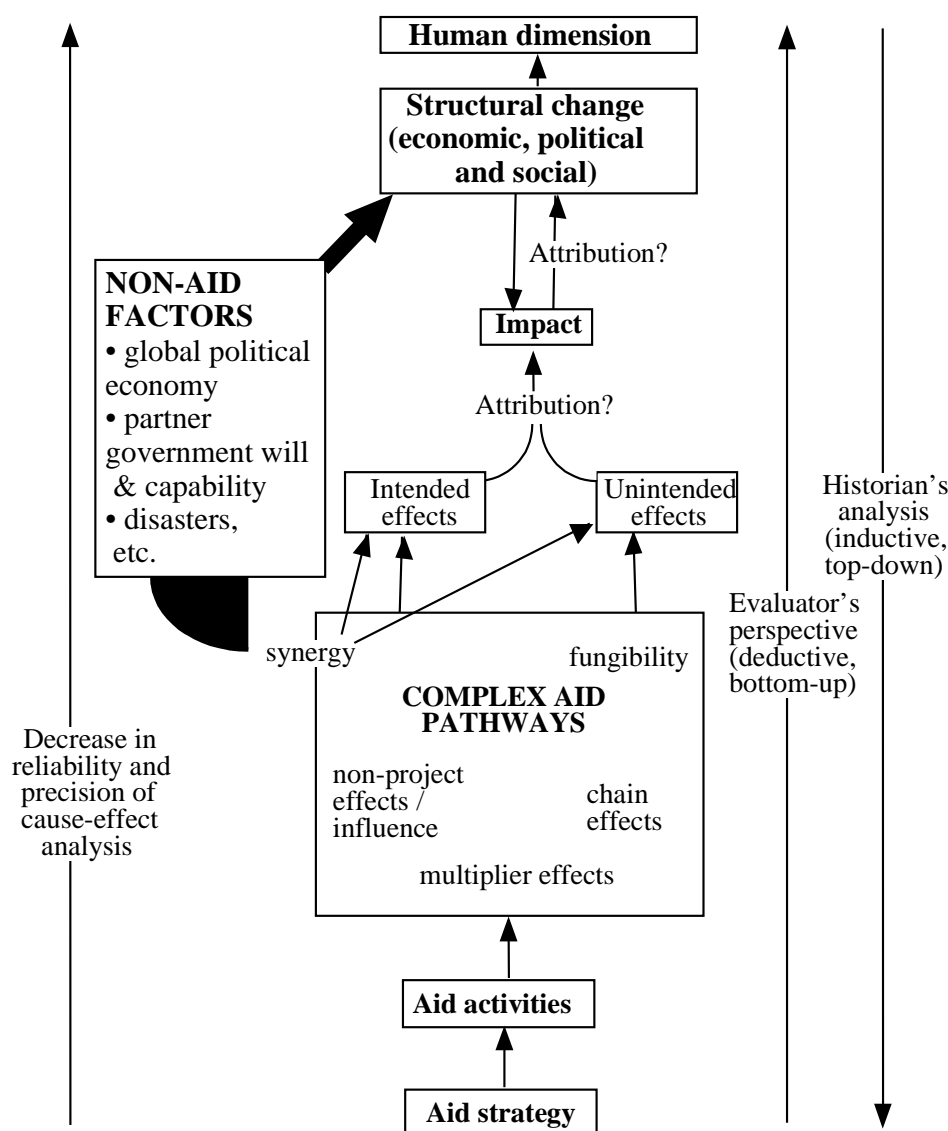 Human dimension
Structural change
(economic, political
and social)
Attribution?
NON-AID
FACTORS
• global political
economy
• partner
government will
& capability
• disasters,
etc.
Impact
Attribution?
Intended
effects
Unintended
effects
Historian’s
analysis
(inductive,
top-down)
Evaluator’s
perspective
(deductive,
bottom-up)
synergy
fungibility
COMPLEX AID
PATHWAYS
Decrease in
reliability and
precision of
cause-effect
analysis
non-project
effects /
influence
chain
effects
multiplier effects
Aid activities
Aid strategy